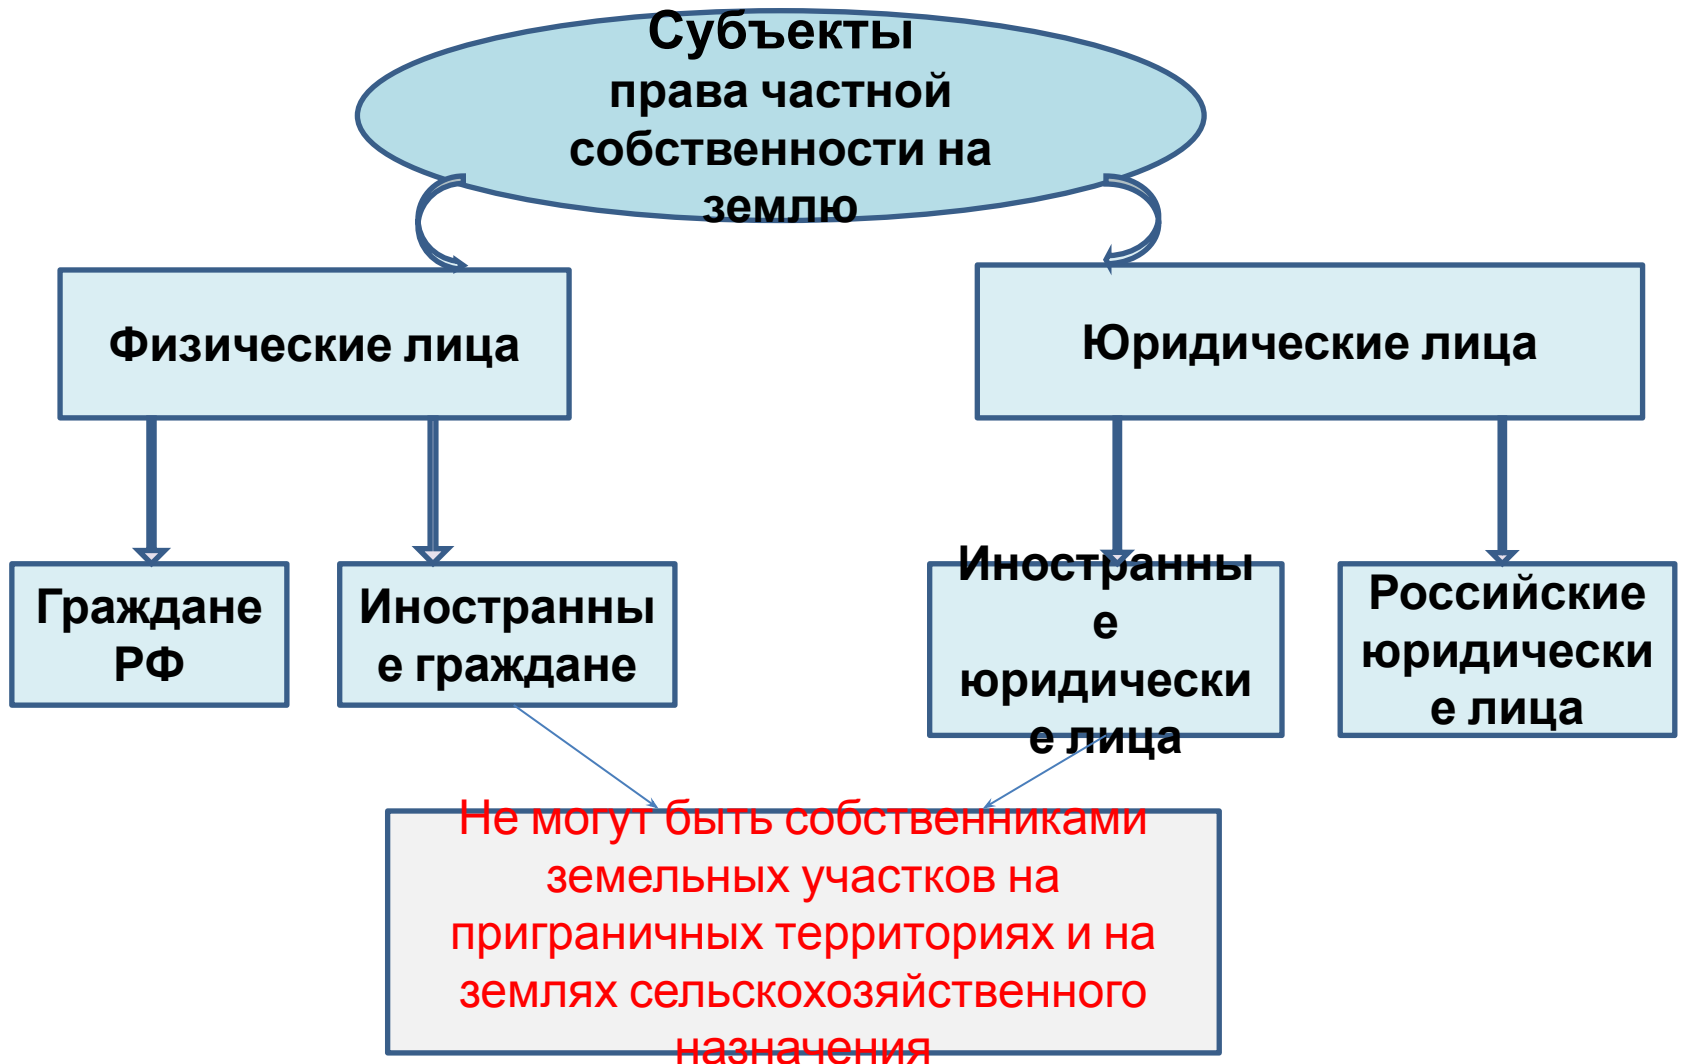 Субъекты
права частной
собственности на
землю
Физические лица
Юридические лица
Граждане
РФ
Иностранны
е граждане
Иностранны
е
юридически
е лица
Российские
юридически
е лица
Не могут быть собственниками
земельных участков на
приграничных территориях и на
землях сельскохозяйственного
назначения